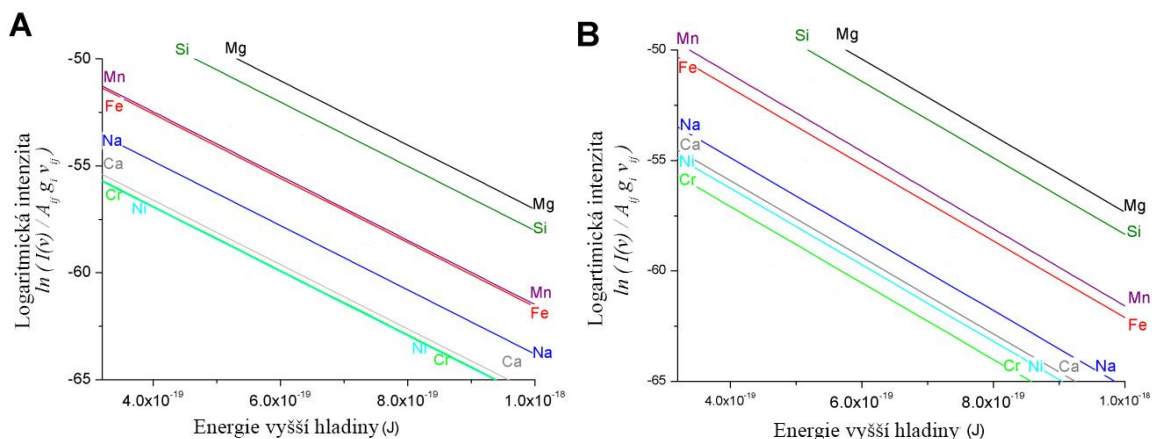 A
Si
Mg
-50
Mn
Fe
Na
-55
Ca
Cr
Ni
-60
Mg
Si
Mn
Fe
Na
Ni
Cr
Ca
-65
4.0x10⁻¹⁹
6.0x10⁻¹⁹
8.0x10⁻¹⁹
1.0x10⁻¹⁸
Logaritmická intenzita
ln ( I(v) / Aᵢⱼ gᵢ vᵢⱼ )
Energie vyšší hladiny (J)
B
Si
Mg
Mn
-50
Fe
Na
Ca
-55
Ni
Cr
-60
Mg
Si
Mn
Fe
Cr
Ni
Ca
Na
-65
4.0x10⁻¹⁹
6.0x10⁻¹⁹
8.0x10⁻¹⁹
1.0x10⁻¹⁸
Logartimická intenzita
ln ( I(v) / Aᵢⱼ gᵢ vᵢⱼ )
Energie vyšší hladiny (J)